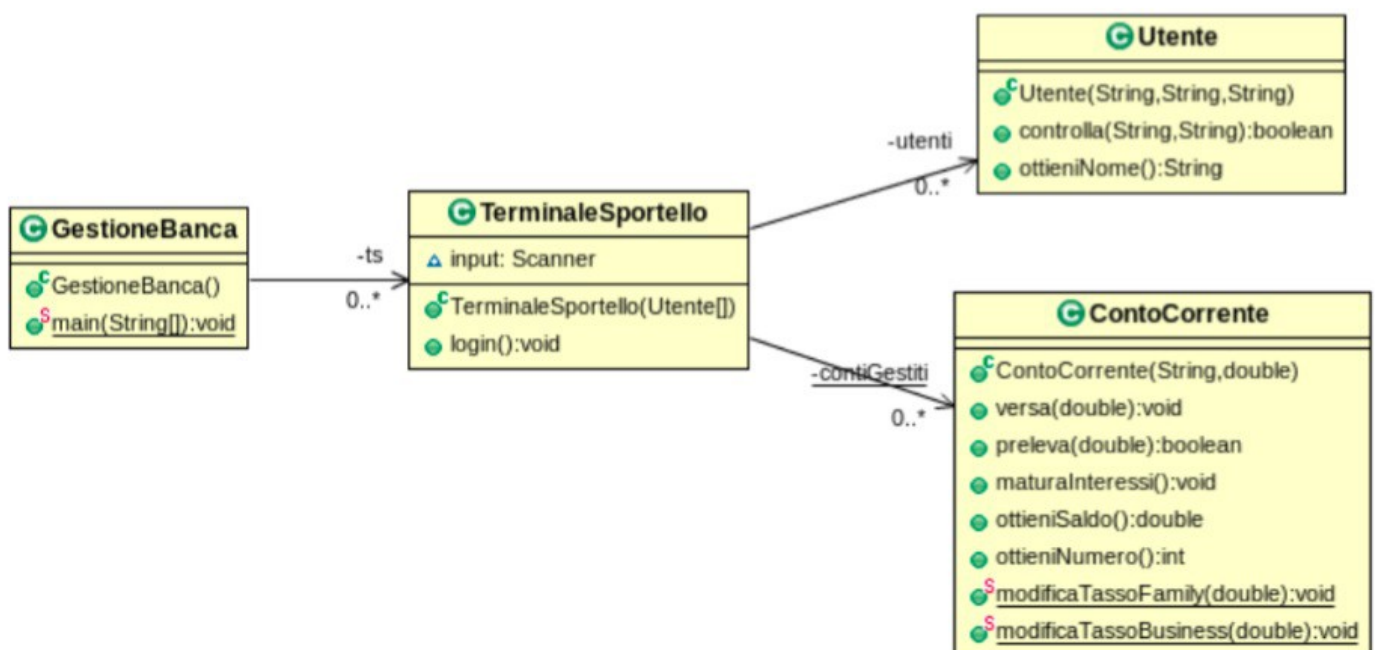 GestioneBanca
GestioneBanca()
main(String[]):void
-ts
0..*
TerminaleSportello
input: Scanner
TerminaleSportello(Utente[])
login():void
-utenti
0..*
Utente
Utente(String,String,String)
controlla(String,String):boolean
ottieniNome():String
-contiGestiti
0..*
ContoCorrente
ContoCorrente(String,double)
versa(double):void
preleva(double):boolean
maturaInteressi():void
ottieniSaldo():double
ottieniNumero():int
modificaTassoFamily(double):void
modificaTassoBusiness(double):void